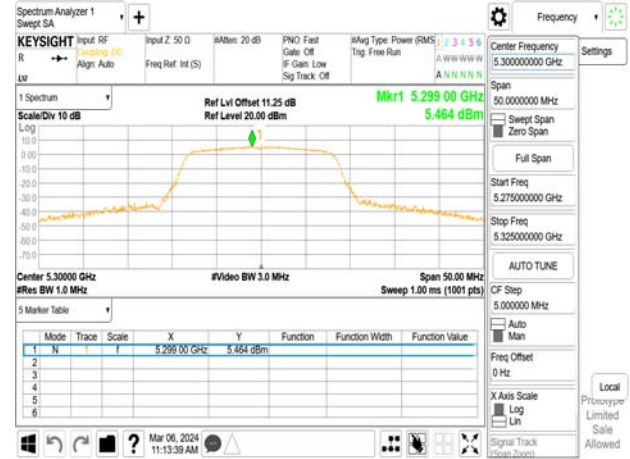 Spectrum Analyzer 1
Swept SA
Frequency
KEYSIGHT
R
Input: RF
Coupling: DC
Align: Auto
Input Z: 50 Ω
Freq Ref: Int (S)
#Atten: 20 dB
PNO: Fast
Gate: Off
IF Gain: Low
Sig Track: Off
#Avg Type: Power (RMS
Trig: Free Run
1 2 3 4 5 6
A W W W W W
A N N N N N
Center Frequency
5.300000000 GHz
Settings
Span
50.0000000 MHz
Swept Span
Zero Span
Full Span
Start Freq
5.275000000 GHz
Stop Freq
5.325000000 GHz
AUTO TUNE
CF Step
5.000000 MHz
Auto
Man
Freq Offset
0 Hz
X Axis Scale
Log
Lin
Signal Track
(Span Zoom)
Local
Prototype
Limited
Sale
Allowed
1 Spectrum
Scale/Div 10 dB
Ref Lvl Offset 11.25 dB
Ref Level 20.00 dBm
Mkr1 5.299 00 GHz
5.464 dBm
Log
10.0
0.00
-10.0
-20.0
-30.0
-40.0
-50.0
-60.0
-70.0
1
Center 5.30000 GHz
#Res BW 1.0 MHz
#Video BW 3.0 MHz
Span 50.00 MHz
Sweep 1.00 ms (1001 pts)
5 Marker Table
Mode Trace Scale X Y Function Function Width Function Value
1 N 1 f 5.299 00 GHz 5.464 dBm
2
3
4
5
6
Mar 06, 2024
11:13:39 AM